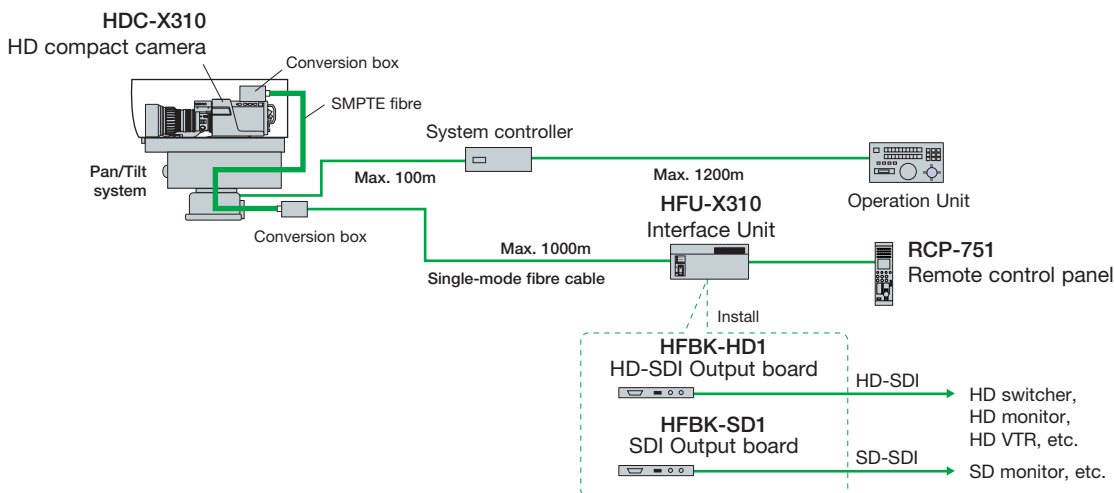 HDC-X310
HD compact camera
Conversion box
SMPTE fibre
System controller
Pan/Tilt
system
Max. 100m
Max. 1200m
Operation Unit
Conversion box
HFU-X310
Interface Unit
Max. 1000m
Single-mode fibre cable
RCP-751
Remote control panel
Install
HFBK-HD1
HD-SDI Output board
HD-SDI
HD switcher,
HD monitor,
HD VTR, etc.
HFBK-SD1
SDI Output board
SD-SDI
SD monitor, etc.